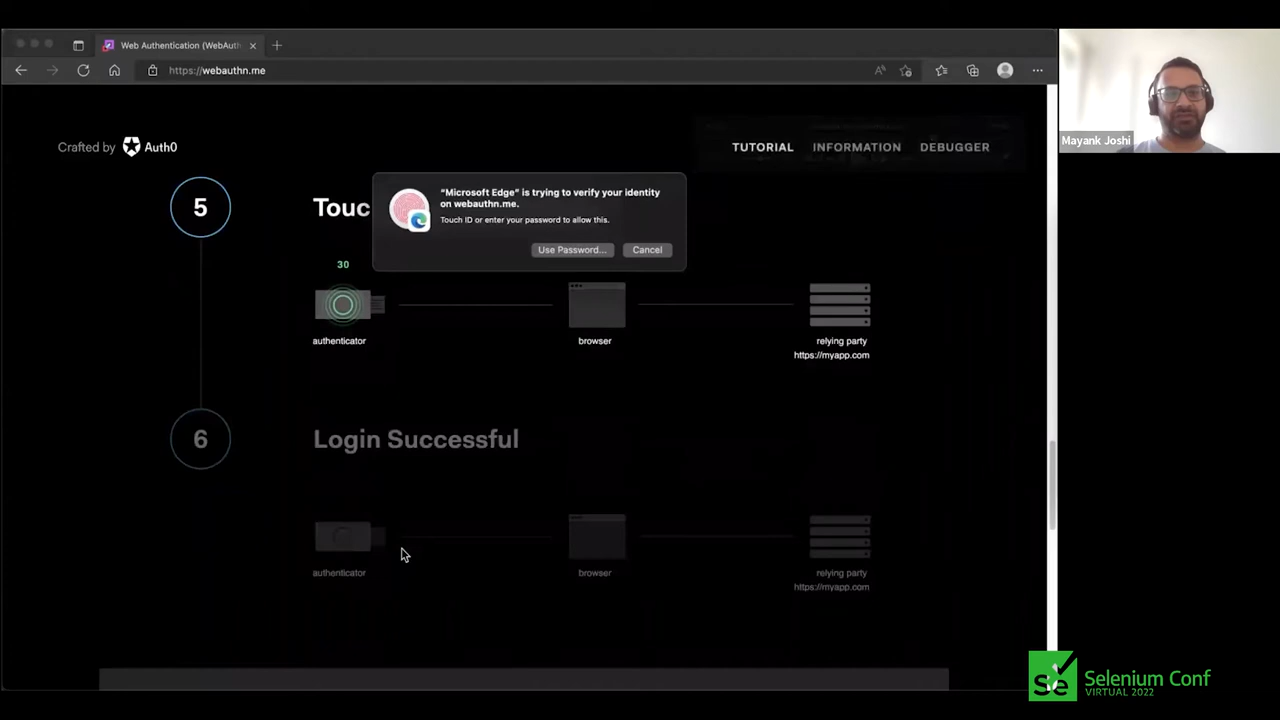 Web Authentication (WebAuth
https://webauthn.me
Mayank Joshi
Crafted by Auth0
TUTORIAL
INFORMATION
DEBUGGER
5
Touc
"Microsoft Edge" is trying to verify your identity
on webauthn.me.
Touch ID or enter your password to allow this.
Use Password...
Cancel
30
authenticator
browser
relying party
https://myapp.com
6
Login Successful
authenticator
browser
relying party
https://myapp.com
Se
Selenium Conf
VIRTUAL 2022